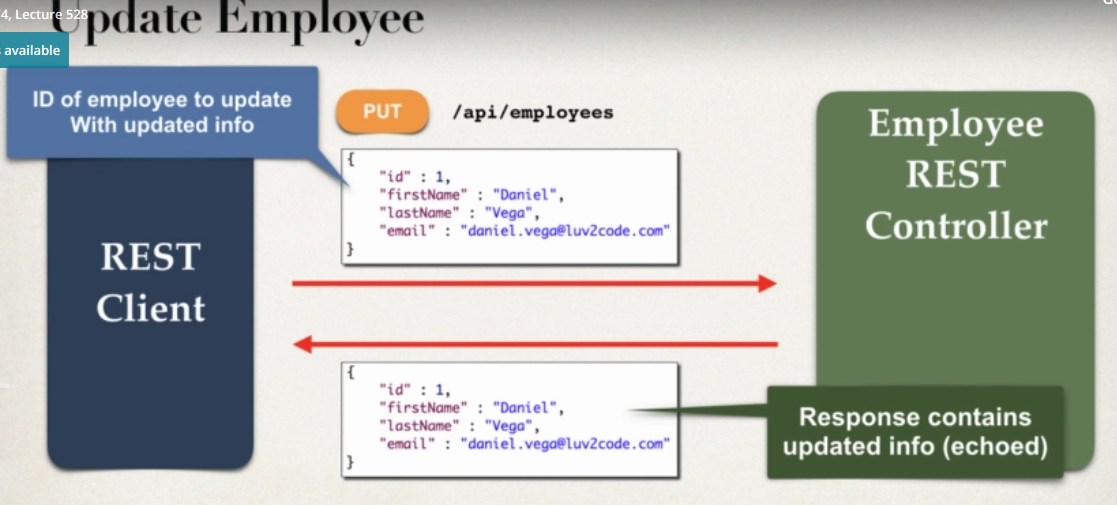 4, Lecture 528
Update Employee
available
ID of employee to update
With updated info
PUT
/api/employees
{
"id" : 1,
"firstName" : "Daniel",
"lastName" : "Vega",
"email" : "daniel.vega@luv2code.com"
}
REST
Client
Employee
REST
Controller
{
"id" : 1,
"firstName" : "Daniel",
"lastName" : "Vega",
"email" : "daniel.vega@luv2code.com"
}
Response contains
updated info (echoed)